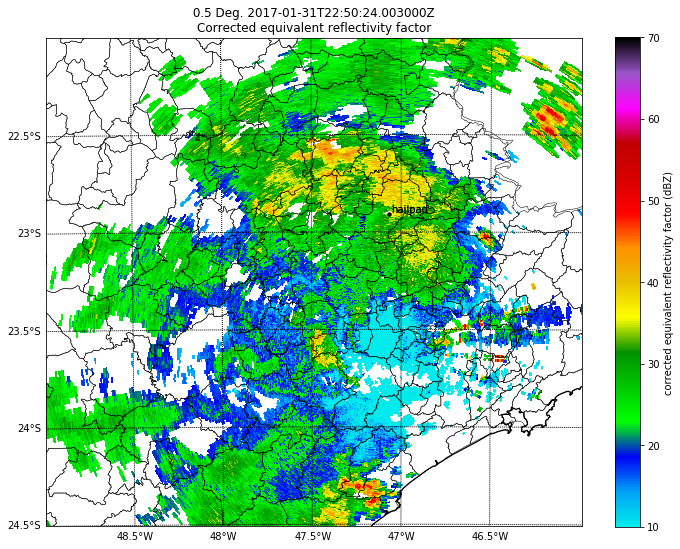 0.5 Deg. 2017-01-31T22:50:24.003000Z
Corrected equivalent reflectivity factor
70
60
50
40
30
20
10
corrected equivalent reflectivity factor (dBZ)
22.5°S
23°S
23.5°S
24°S
24.5°S
hailpad
48.5°W
48°W
47.5°W
47°W
46.5°W